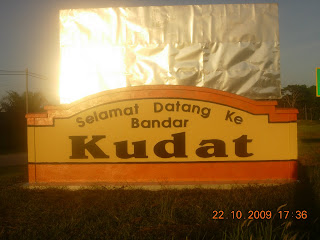 Selamat Datang Ke
Bandar
Kudat
22.10.2009 17:36